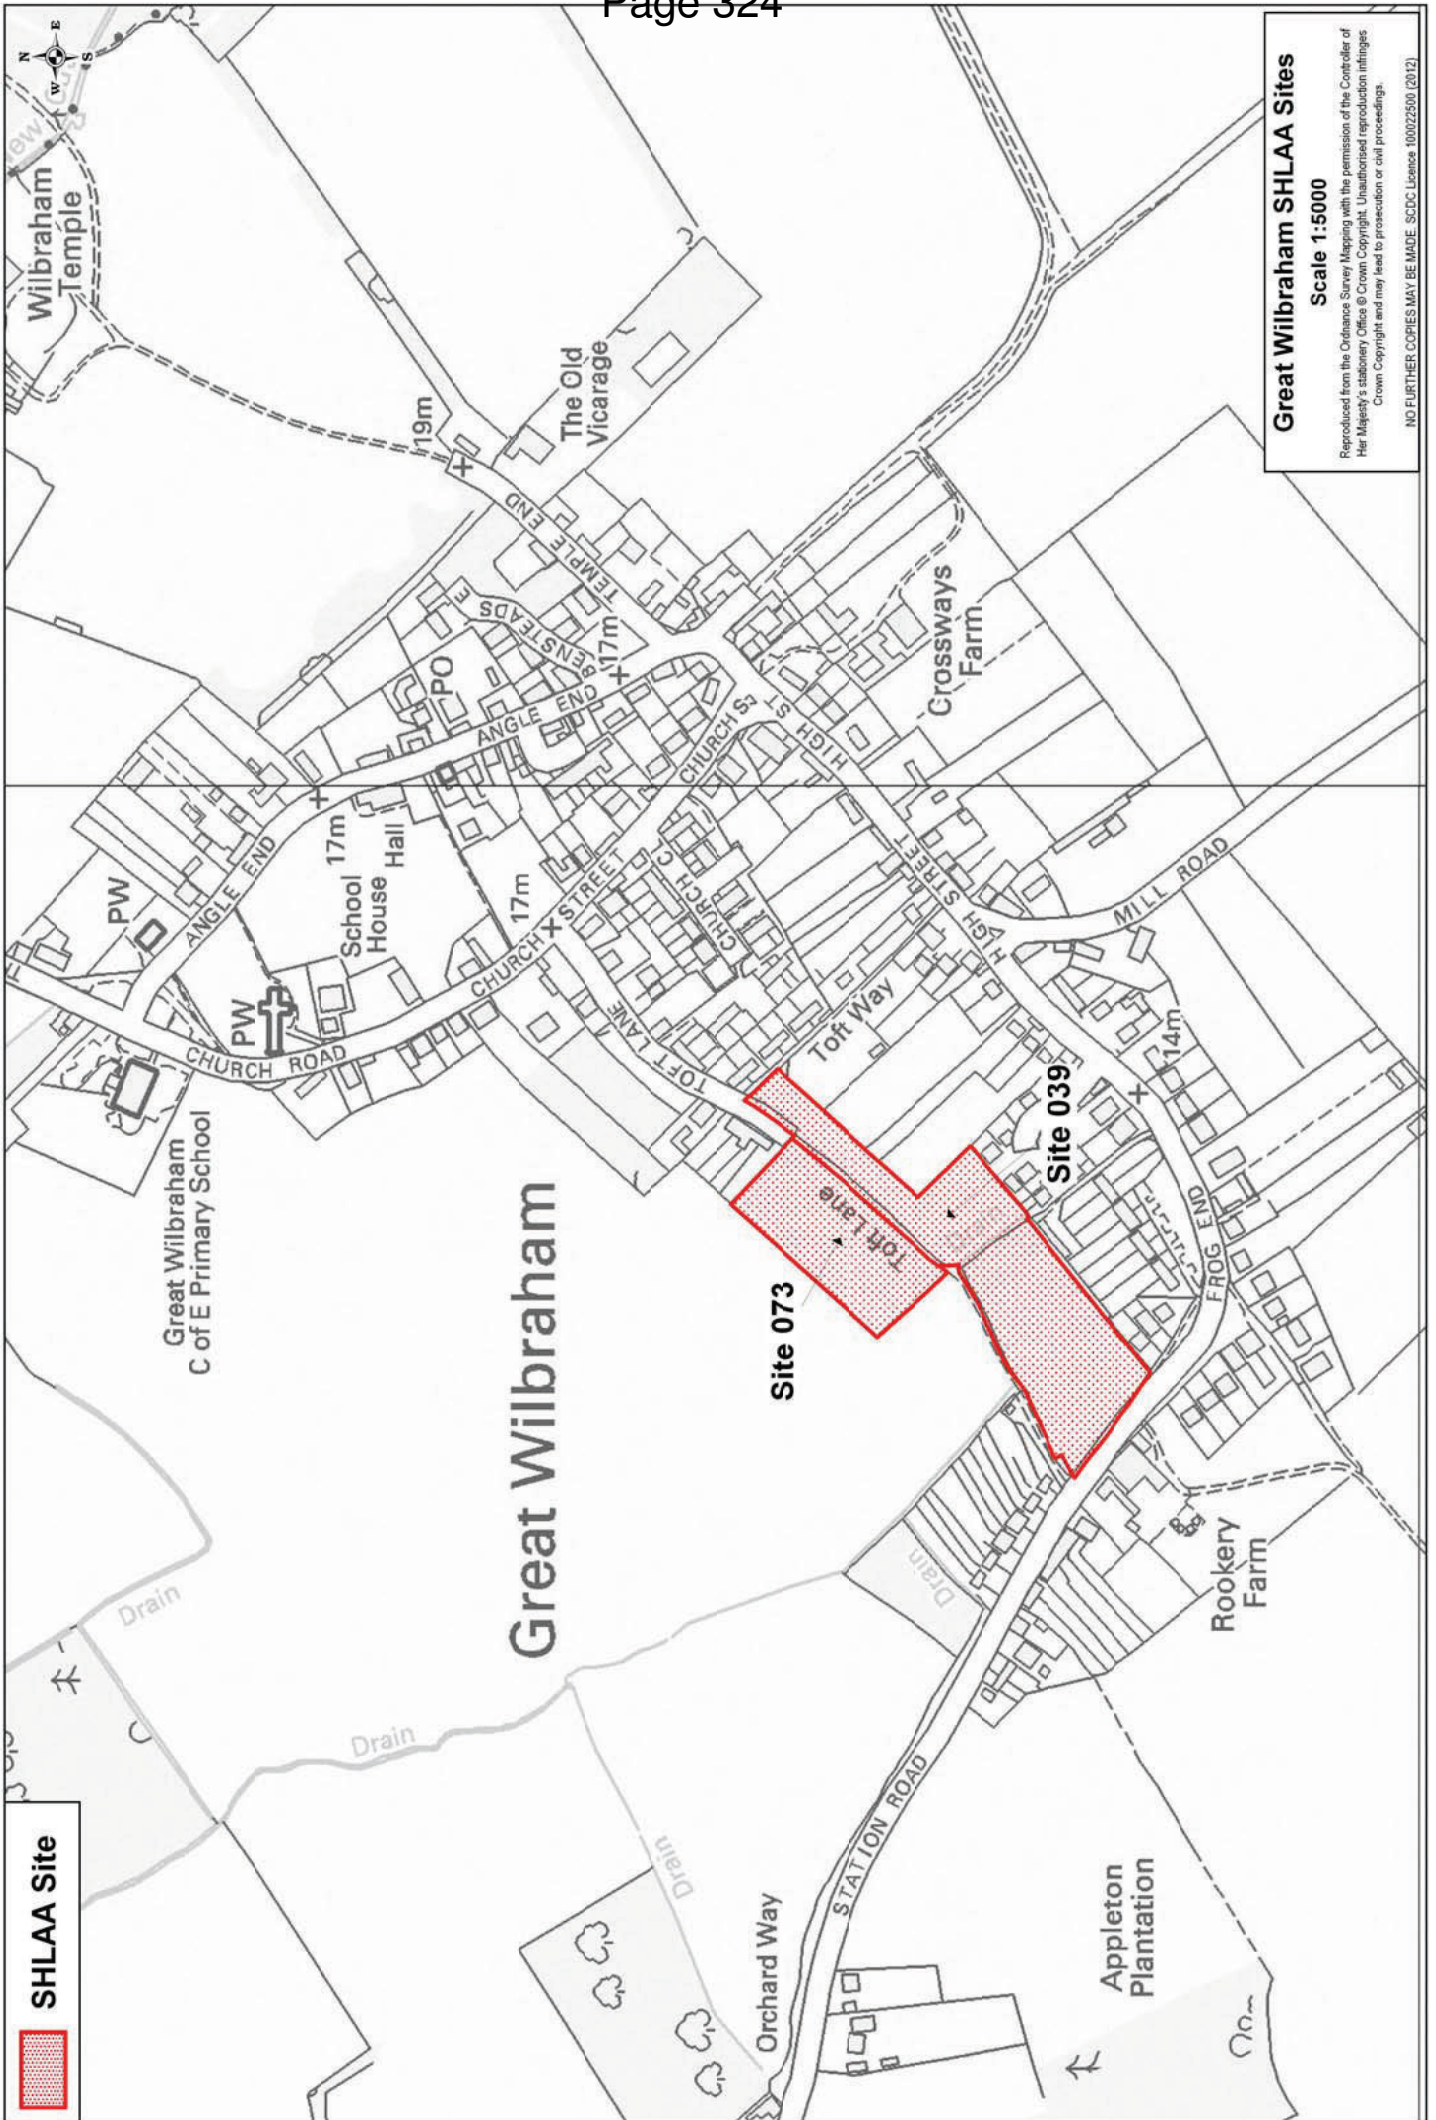 Page 324
SHLAA Site
Great Wilbraham SHLAA Sites
Scale 1:5000
Reproduced from the Ordnance Survey Mapping with the permission of the Controller of
Her Majesty's stationery Office © Crown Copyright. Unauthorised reproduction infringes
Crown Copyright and may lead to prosecution or civil proceedings.
NO FURTHER COPIES MAY BE MADE. SCDC Licence 100022500 (2012)
N
E
S
W
Wilbraham
Temple
19m
The Old
Vicarage
TEMPLE END
TEMPLE END
BENSTEADS E
17m
PO
ANGLE END
ANGLE END
17m
School
House
Hall
PW
PW
CHURCH ROAD
CHURCH STREET
17m
CHURCH ST
CHURCH C
CHURCH
HIGH ST
HIGH STREET
HIGH
Crossways
Farm
MILL ROAD
TOFT LANE
Toft Way
Toft Lane
14m
Great Wilbraham
C of E Primary School
Great Wilbraham
Site 073
Site 039
FROG END
Rookery
Farm
Drain
Drain
Drain
Drain
STATION ROAD
Orchard Way
Appleton
Plantation